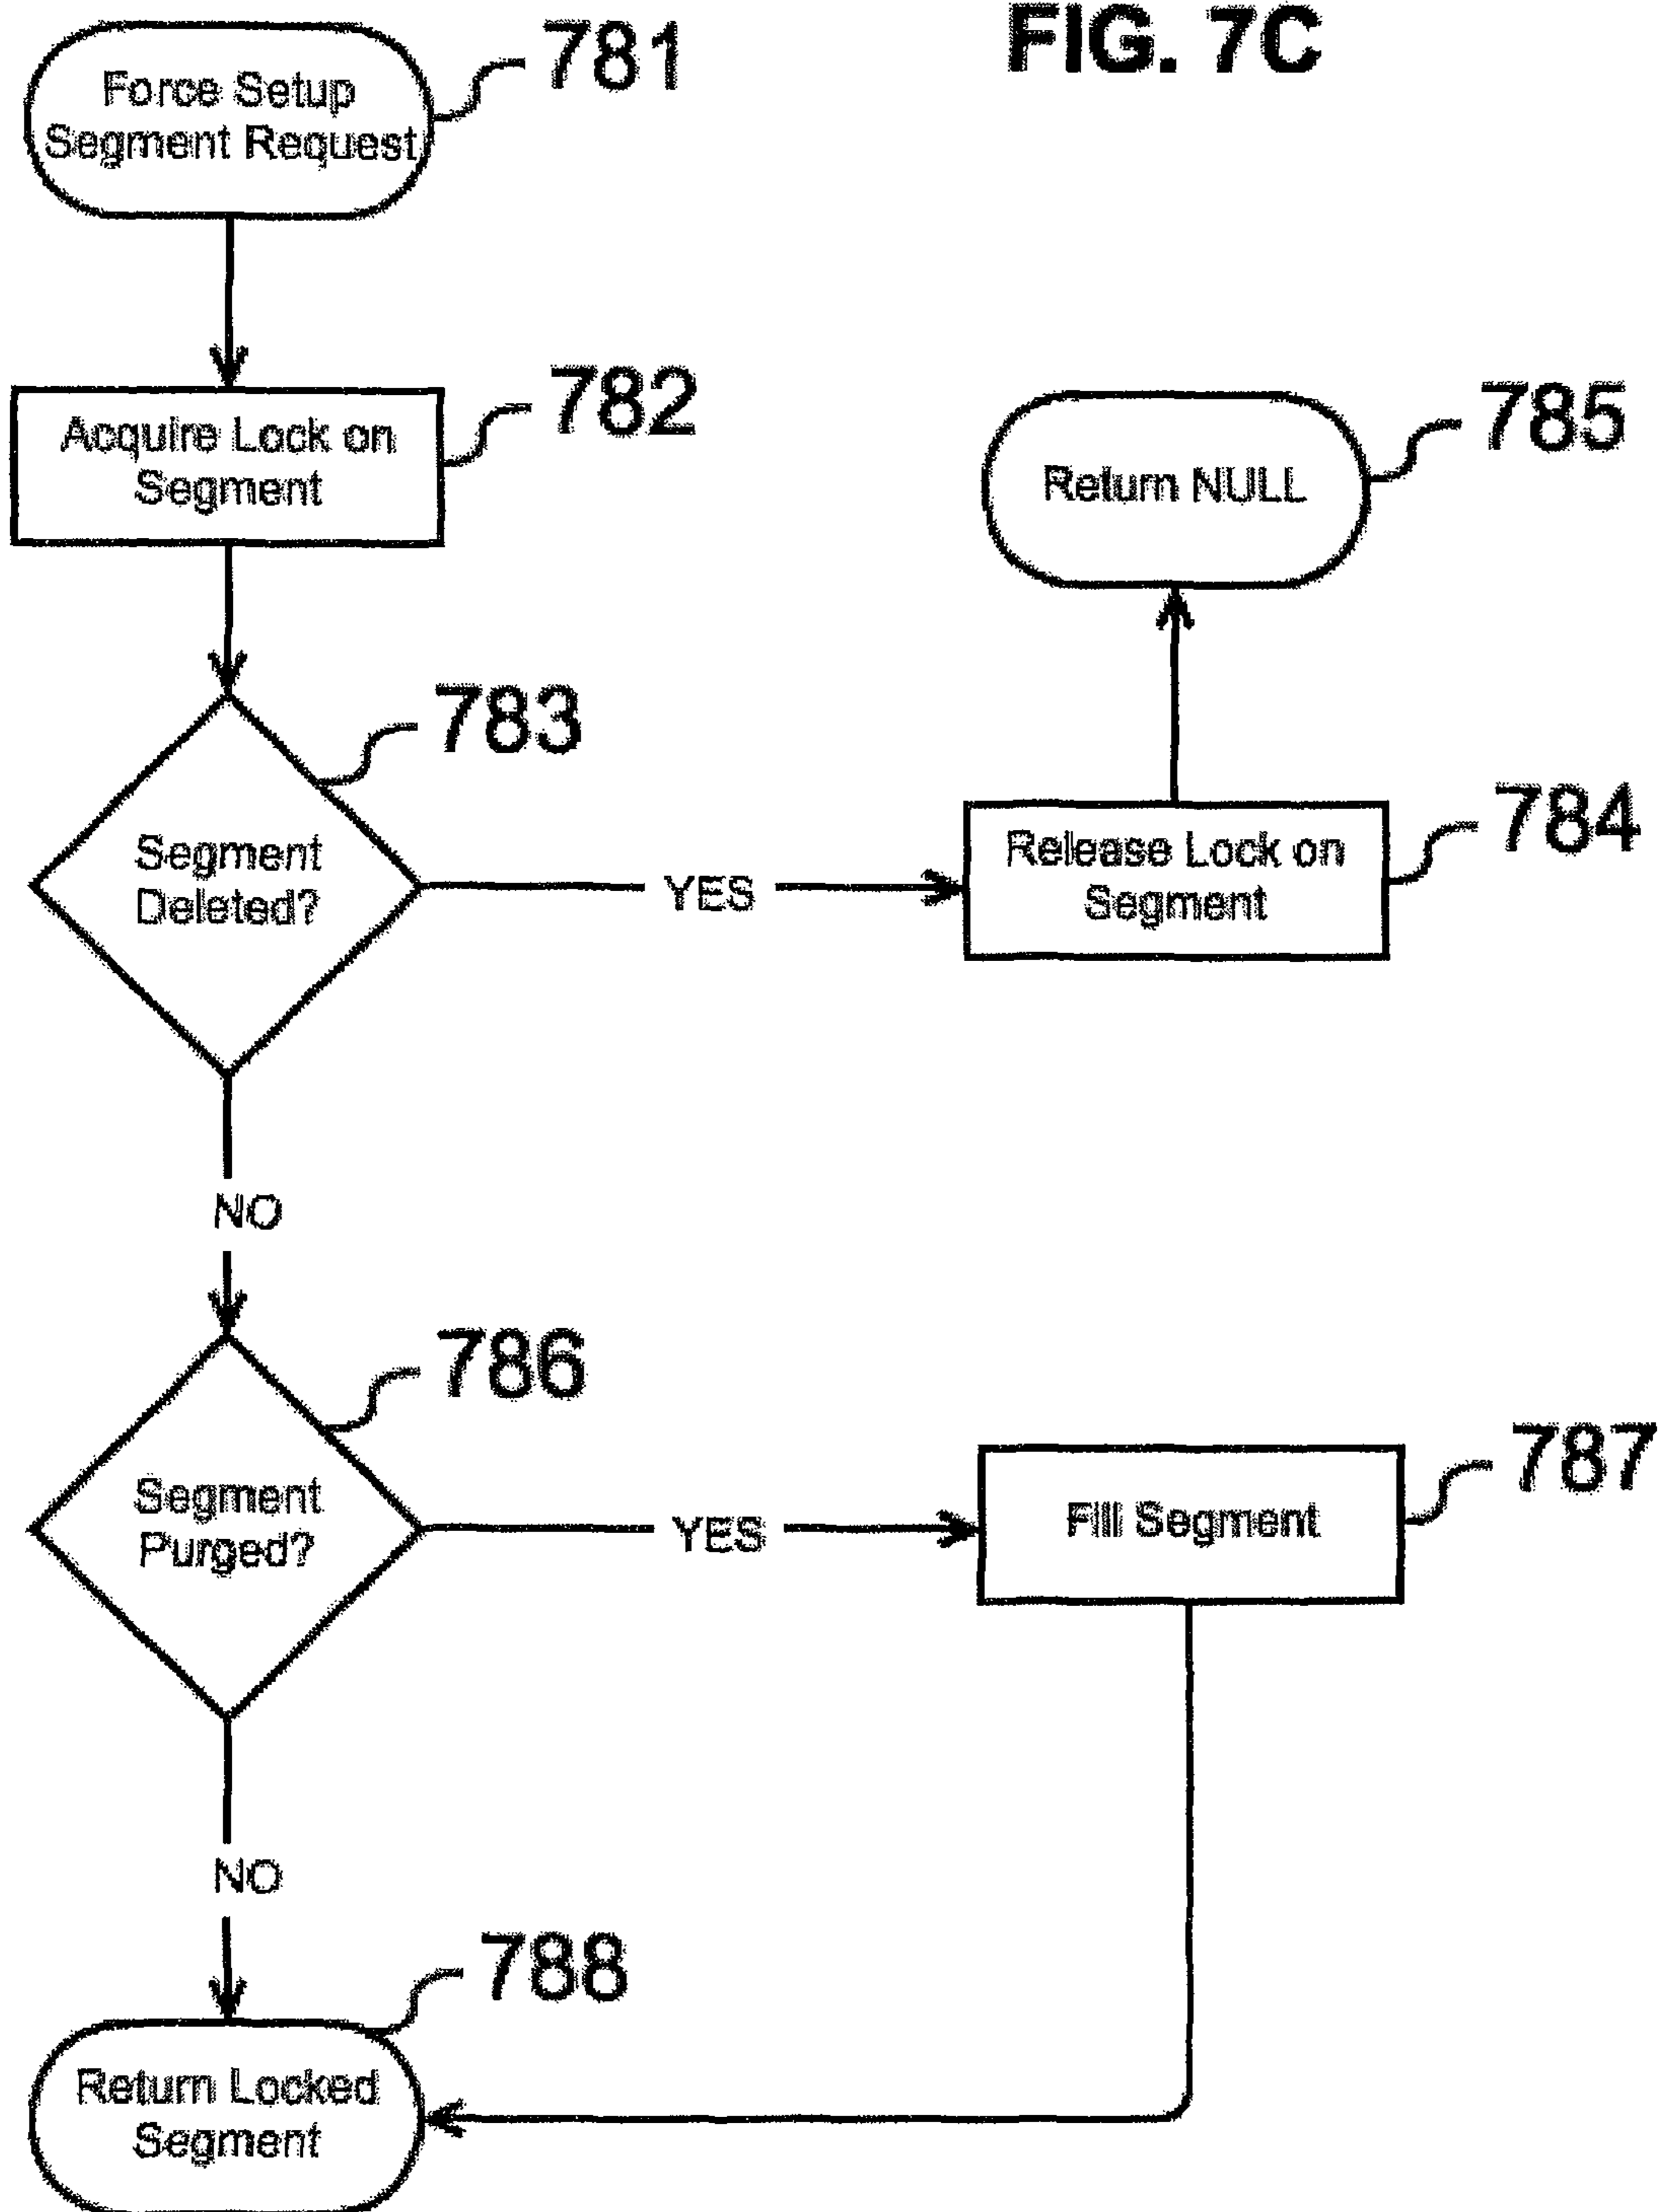 FIG. 7C
Force Setup
Segment Request
781
Acquire Lock on
Segment
782
Return NULL
785
Segment
Deleted?
783
YES
Release Lock on
Segment
784
NO
Segment
Purged?
786
YES
Fill Segment
787
NO
Return Locked
Segment
788